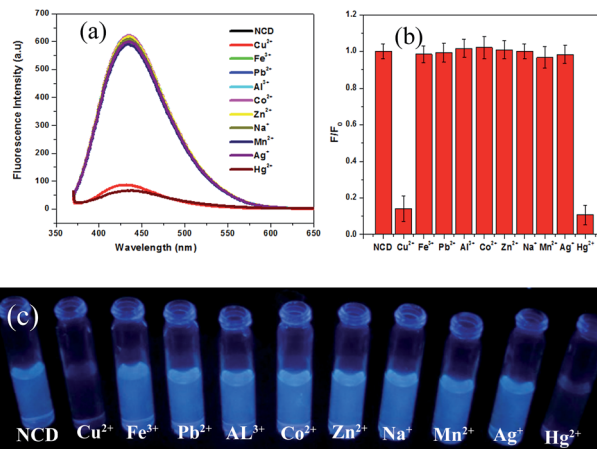 (a)
Fluorescence Intensity (a.u)
700
600
500
400
300
200
100
0
350 400 450 500 550 600 650
Wavelength (nm)
NCD
Cu²⁺
Fe³⁺
Pb²⁺
Al³⁺
Co²⁺
Zn²⁺
Na⁺
Mn²⁺
Ag⁺
Hg²⁺
(b)
F/F₀
1.2
1.0
0.8
0.6
0.4
0.2
0.0
NCD Cu²⁺ Fe³⁺ Pb²⁺ Al³⁺ Co²⁺ Zn²⁺ Na⁺ Mn²⁺ Ag⁺ Hg²⁺
(c)
NCD Cu²⁺ Fe³⁺ Pb²⁺ AL³⁺ Co²⁺ Zn²⁺ Na⁺ Mn²⁺ Ag⁺ Hg²⁺